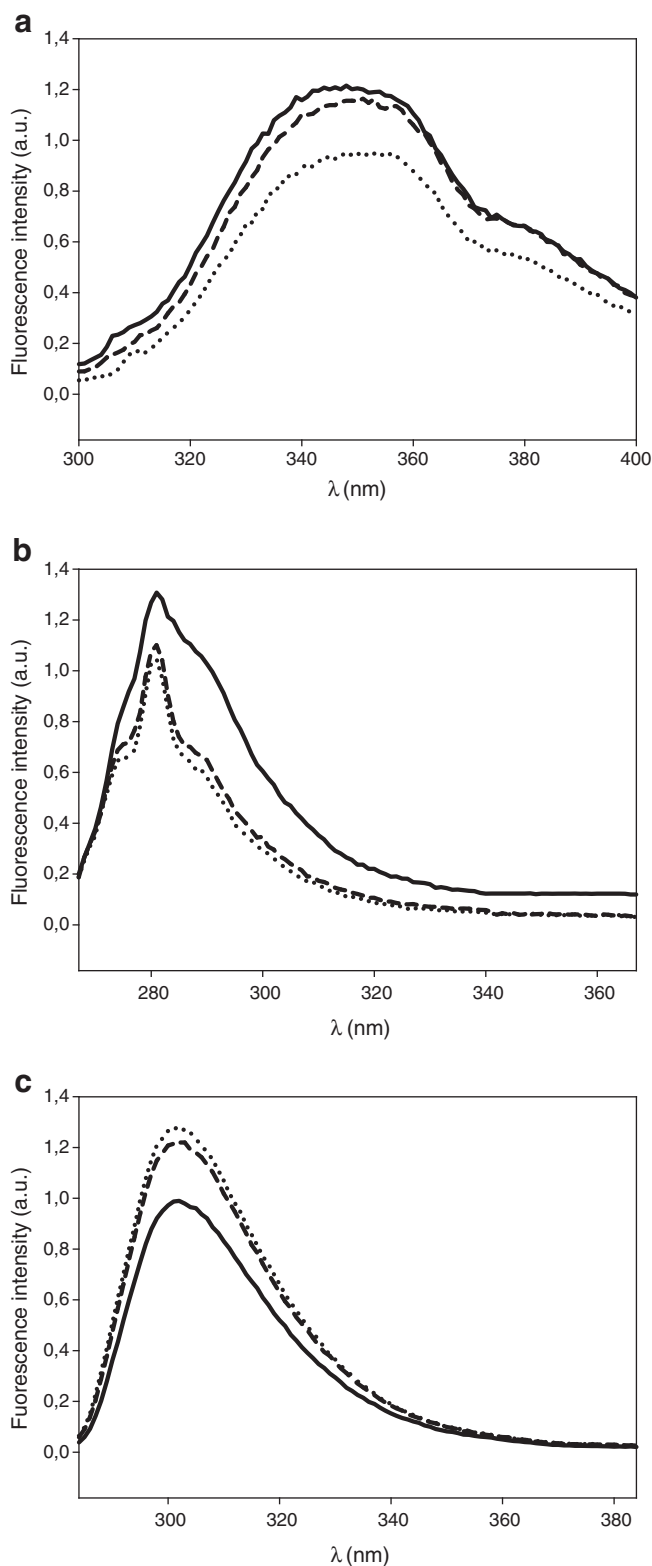 a
1,4
1,2
1,0
0,8
0,6
0,4
0,2
0,0
Fluorescence intensity (a.u.)
300 320 340 360 380 400
λ (nm)
b
1,4
1,2
1,0
0,8
0,6
0,4
0,2
0,0
Fluorescence intensity (a.u.)
280 300 320 340 360
λ (nm)
c
1,4
1,2
1,0
0,8
0,6
0,4
0,2
0,0
Fluorescence intensity (a.u.)
300 320 340 360 380
λ (nm)